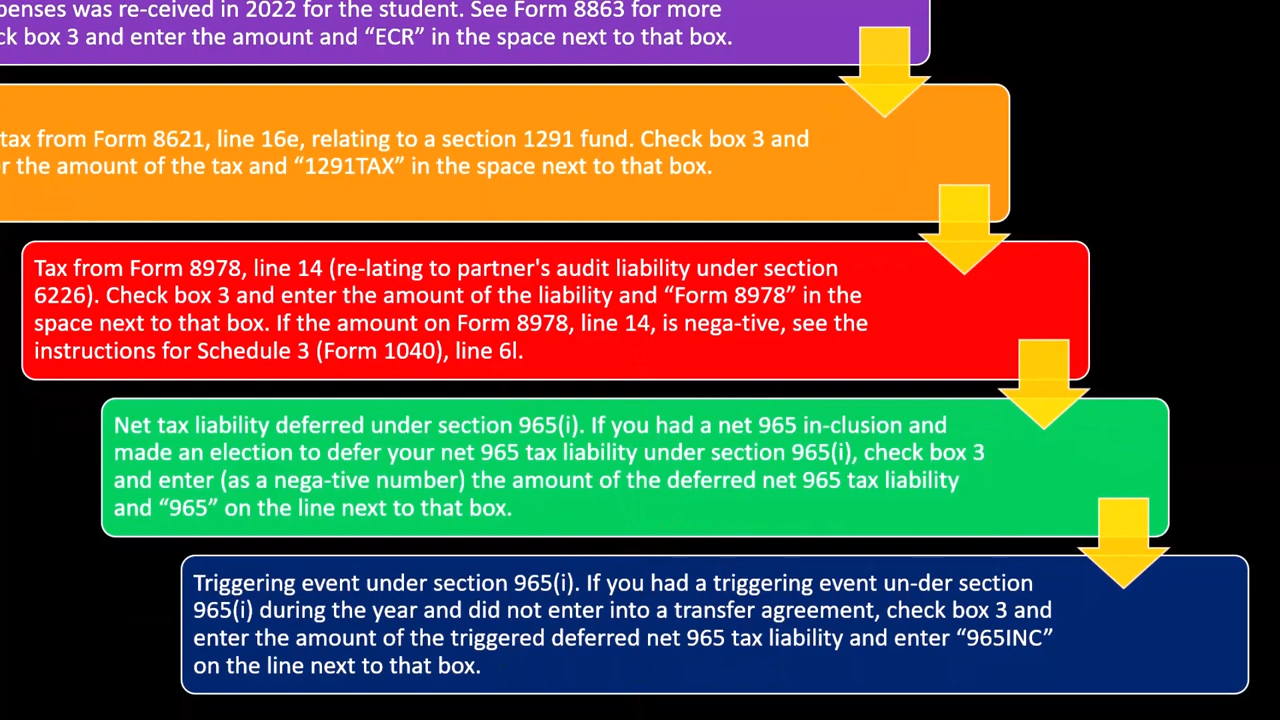 penses was re-ceived in 2022 for the student. See Form 8863 for more
ck box 3 and enter the amount and “ECR” in the space next to that box.
tax from Form 8621, line 16e, relating to a section 1291 fund. Check box 3 and
r the amount of the tax and “1291TAX” in the space next to that box.
Tax from Form 8978, line 14 (re-lating to partner's audit liability under section
6226). Check box 3 and enter the amount of the liability and “Form 8978” in the
space next to that box. If the amount on Form 8978, line 14, is nega-tive, see the
instructions for Schedule 3 (Form 1040), line 6l.
Net tax liability deferred under section 965(i). If you had a net 965 in-clusion and
made an election to defer your net 965 tax liability under section 965(i), check box 3
and enter (as a nega-tive number) the amount of the deferred net 965 tax liability
and “965” on the line next to that box.
Triggering event under section 965(i). If you had a triggering event un-der section
965(i) during the year and did not enter into a transfer agreement, check box 3 and
enter the amount of the triggered deferred net 965 tax liability and enter “965INC”
on the line next to that box.